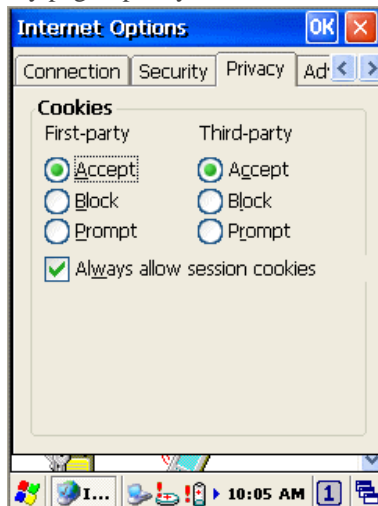 Internet Options OK
Connection Security Privacy Ad
Cookies
First-party Third-party
Accept Accept
Block Block
Prompt Prompt
Always allow session cookies
I... 10:05 AM 1